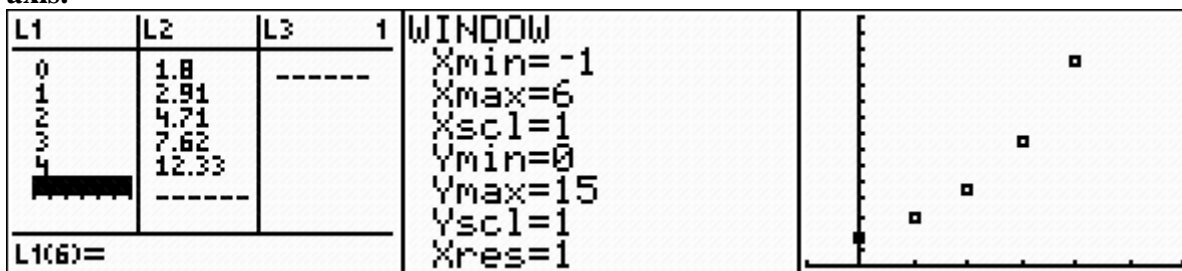 axis.
L1 L2 L3 1
0 1.8 ------
1 2.91
2 4.71
3 7.62
4 12.33
------
L1(6)=
WINDOW
Xmin=-1
Xmax=6
Xscl=1
Ymin=0
Ymax=15
Yscl=1
Xres=1